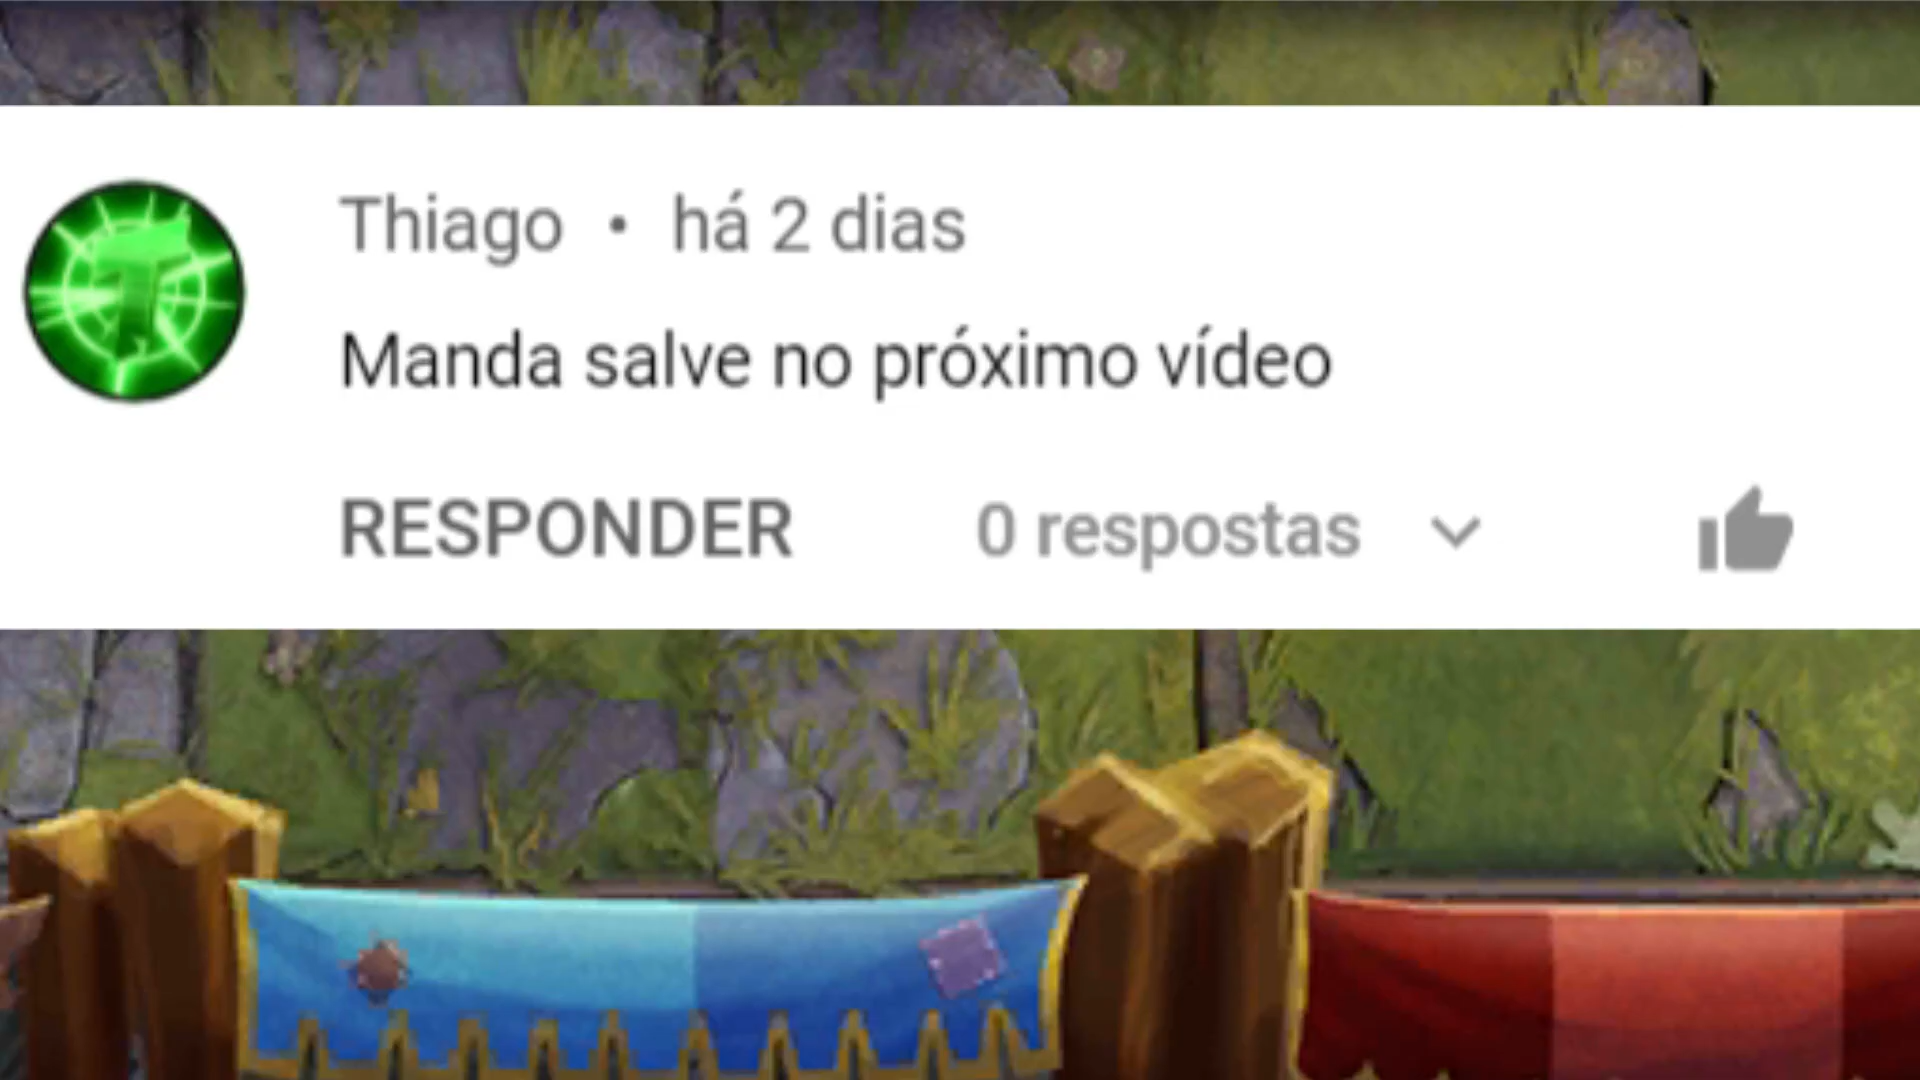 Thiago • há 2 dias
Manda salve no próximo vídeo
RESPONDER 0 respostas